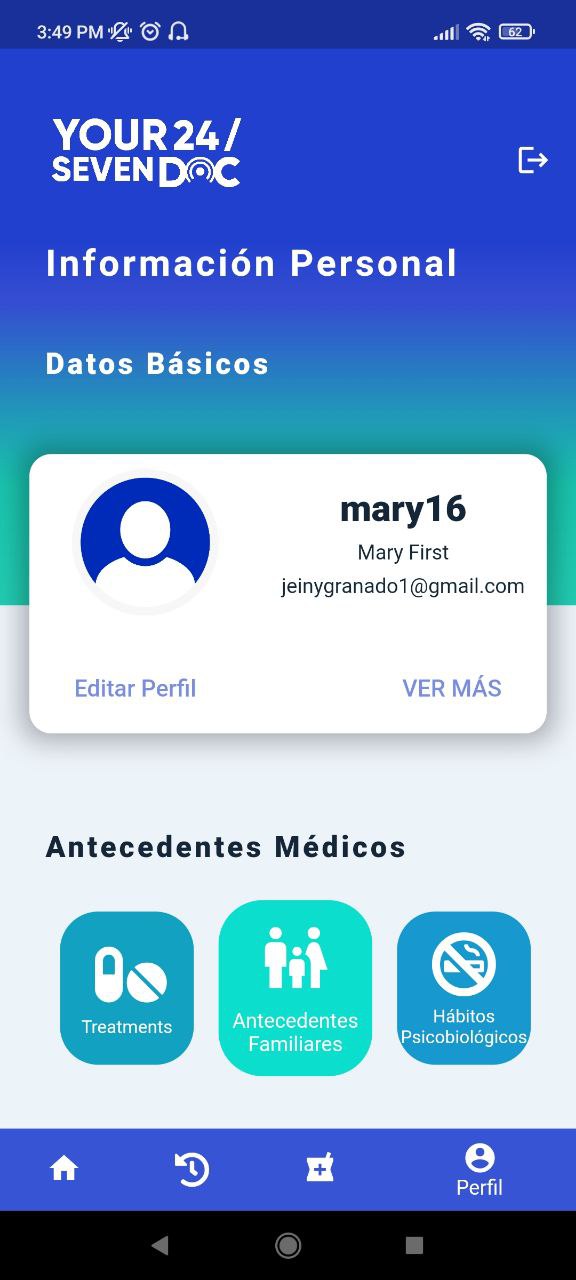 3:49 PM
62
YOUR 24/
SEVEN DOC
Información Personal
Datos Básicos
mary16
Mary First
jeinygranado1@gmail.com
Editar Perfil
VER MÁS
Antecedentes Médicos
Treatments
Antecedentes
Familiares
Hábitos
Psicobiológicos
Perfil